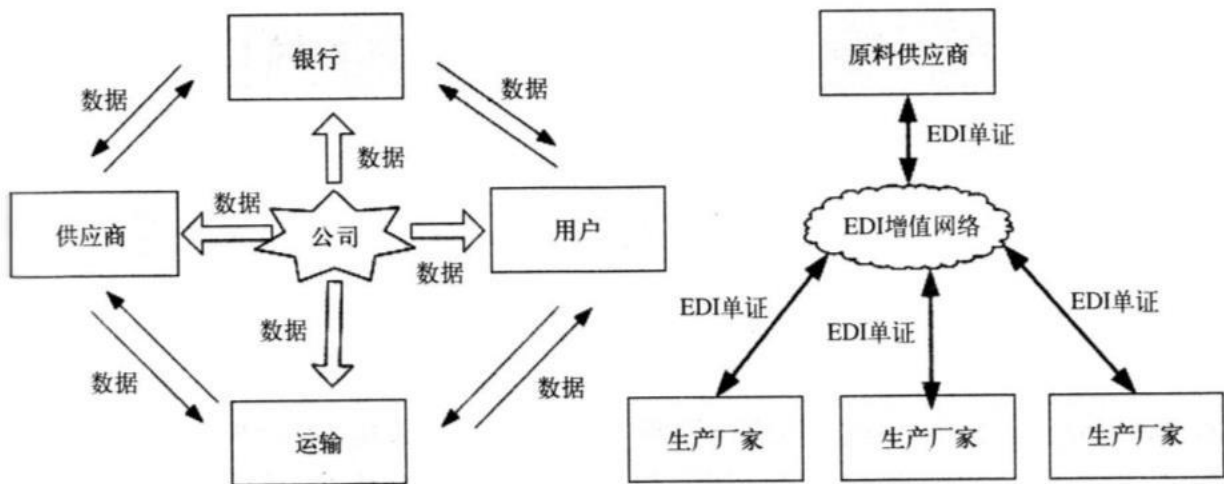 银行
原料供应商
数据
数据
数据
EDI单证
供应商
数据
公司
用户
EDI增值网络
数据
数据
EDI单证
EDI单证
EDI单证
数据
数据
运输
生产厂家
生产厂家
生产厂家